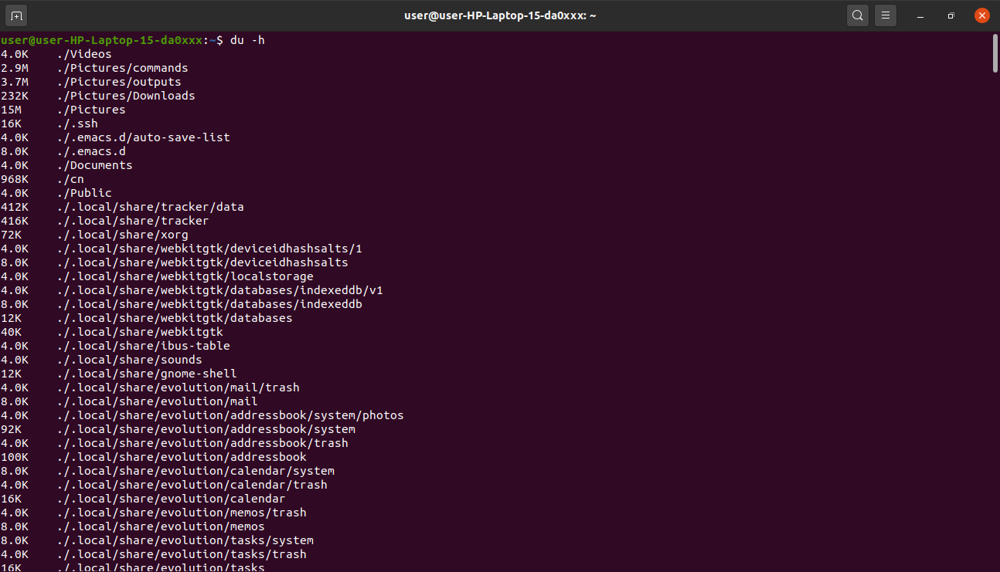 user@user-HP-Laptop-15-da0xxx: ~
user@user-HP-Laptop-15-da0xxx:~$ du -h
4.0K    ./Videos
2.9M    ./Pictures/commands
3.7M    ./Pictures/outputs
232K    ./Pictures/Downloads
15M     ./Pictures
16K     ./.ssh
4.0K    ./.emacs.d/auto-save-list
8.0K    ./.emacs.d
4.0K    ./Documents
968K    ./cn
4.0K    ./Public
412K    ./.local/share/tracker/data
416K    ./.local/share/tracker
72K     ./.local/share/xorg
4.0K    ./.local/share/webkitgtk/deviceidhashsalts/1
8.0K    ./.local/share/webkitgtk/deviceidhashsalts
4.0K    ./.local/share/webkitgtk/localstorage
4.0K    ./.local/share/webkitgtk/databases/indexeddb/v1
8.0K    ./.local/share/webkitgtk/databases/indexeddb
12K     ./.local/share/webkitgtk/databases
40K     ./.local/share/webkitgtk
4.0K    ./.local/share/ibus-table
4.0K    ./.local/share/sounds
12K     ./.local/share/gnome-shell
4.0K    ./.local/share/evolution/mail/trash
8.0K    ./.local/share/evolution/mail
4.0K    ./.local/share/evolution/addressbook/system/photos
92K     ./.local/share/evolution/addressbook/system
4.0K    ./.local/share/evolution/addressbook/trash
100K    ./.local/share/evolution/addressbook
8.0K    ./.local/share/evolution/calendar/system
4.0K    ./.local/share/evolution/calendar/trash
16K     ./.local/share/evolution/calendar
4.0K    ./.local/share/evolution/memos/trash
8.0K    ./.local/share/evolution/memos
8.0K    ./.local/share/evolution/tasks/system
4.0K    ./.local/share/evolution/tasks/trash
16K     ./.local/share/evolution/tasks